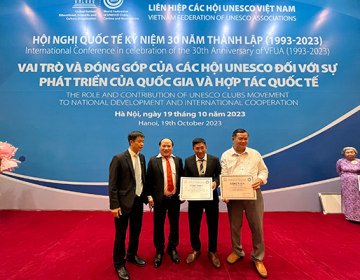 LIÊN HIỆP CÁC HỘI UNESCO VIỆT NAM
VIETNAM FEDERATION OF UNESCO ASSOCIATIONS
HỘI NGHỊ QUỐC TẾ KỶ NIỆM 30 NĂM THÀNH LẬP (1993-2023)
International Conference in celebration of the 30th Anniversary of VFUA (1993-2023)
VAI TRÒ VÀ ĐÓNG GÓP CỦA CÁC HỘI UNESCO ĐỐI VỚI SỰ
PHÁT TRIỂN CỦA QUỐC GIA VÀ HỢP TÁC QUỐC TẾ
THE ROLE AND CONTRIBUTION OF UNESCO CLUBS MOVEMENT
TO NATIONAL DEVELOPMENT AND INTERNATIONAL COOPERATION
Hà Nội, ngày 19 tháng 10 năm 2023
Hanoi, 19th October 2023